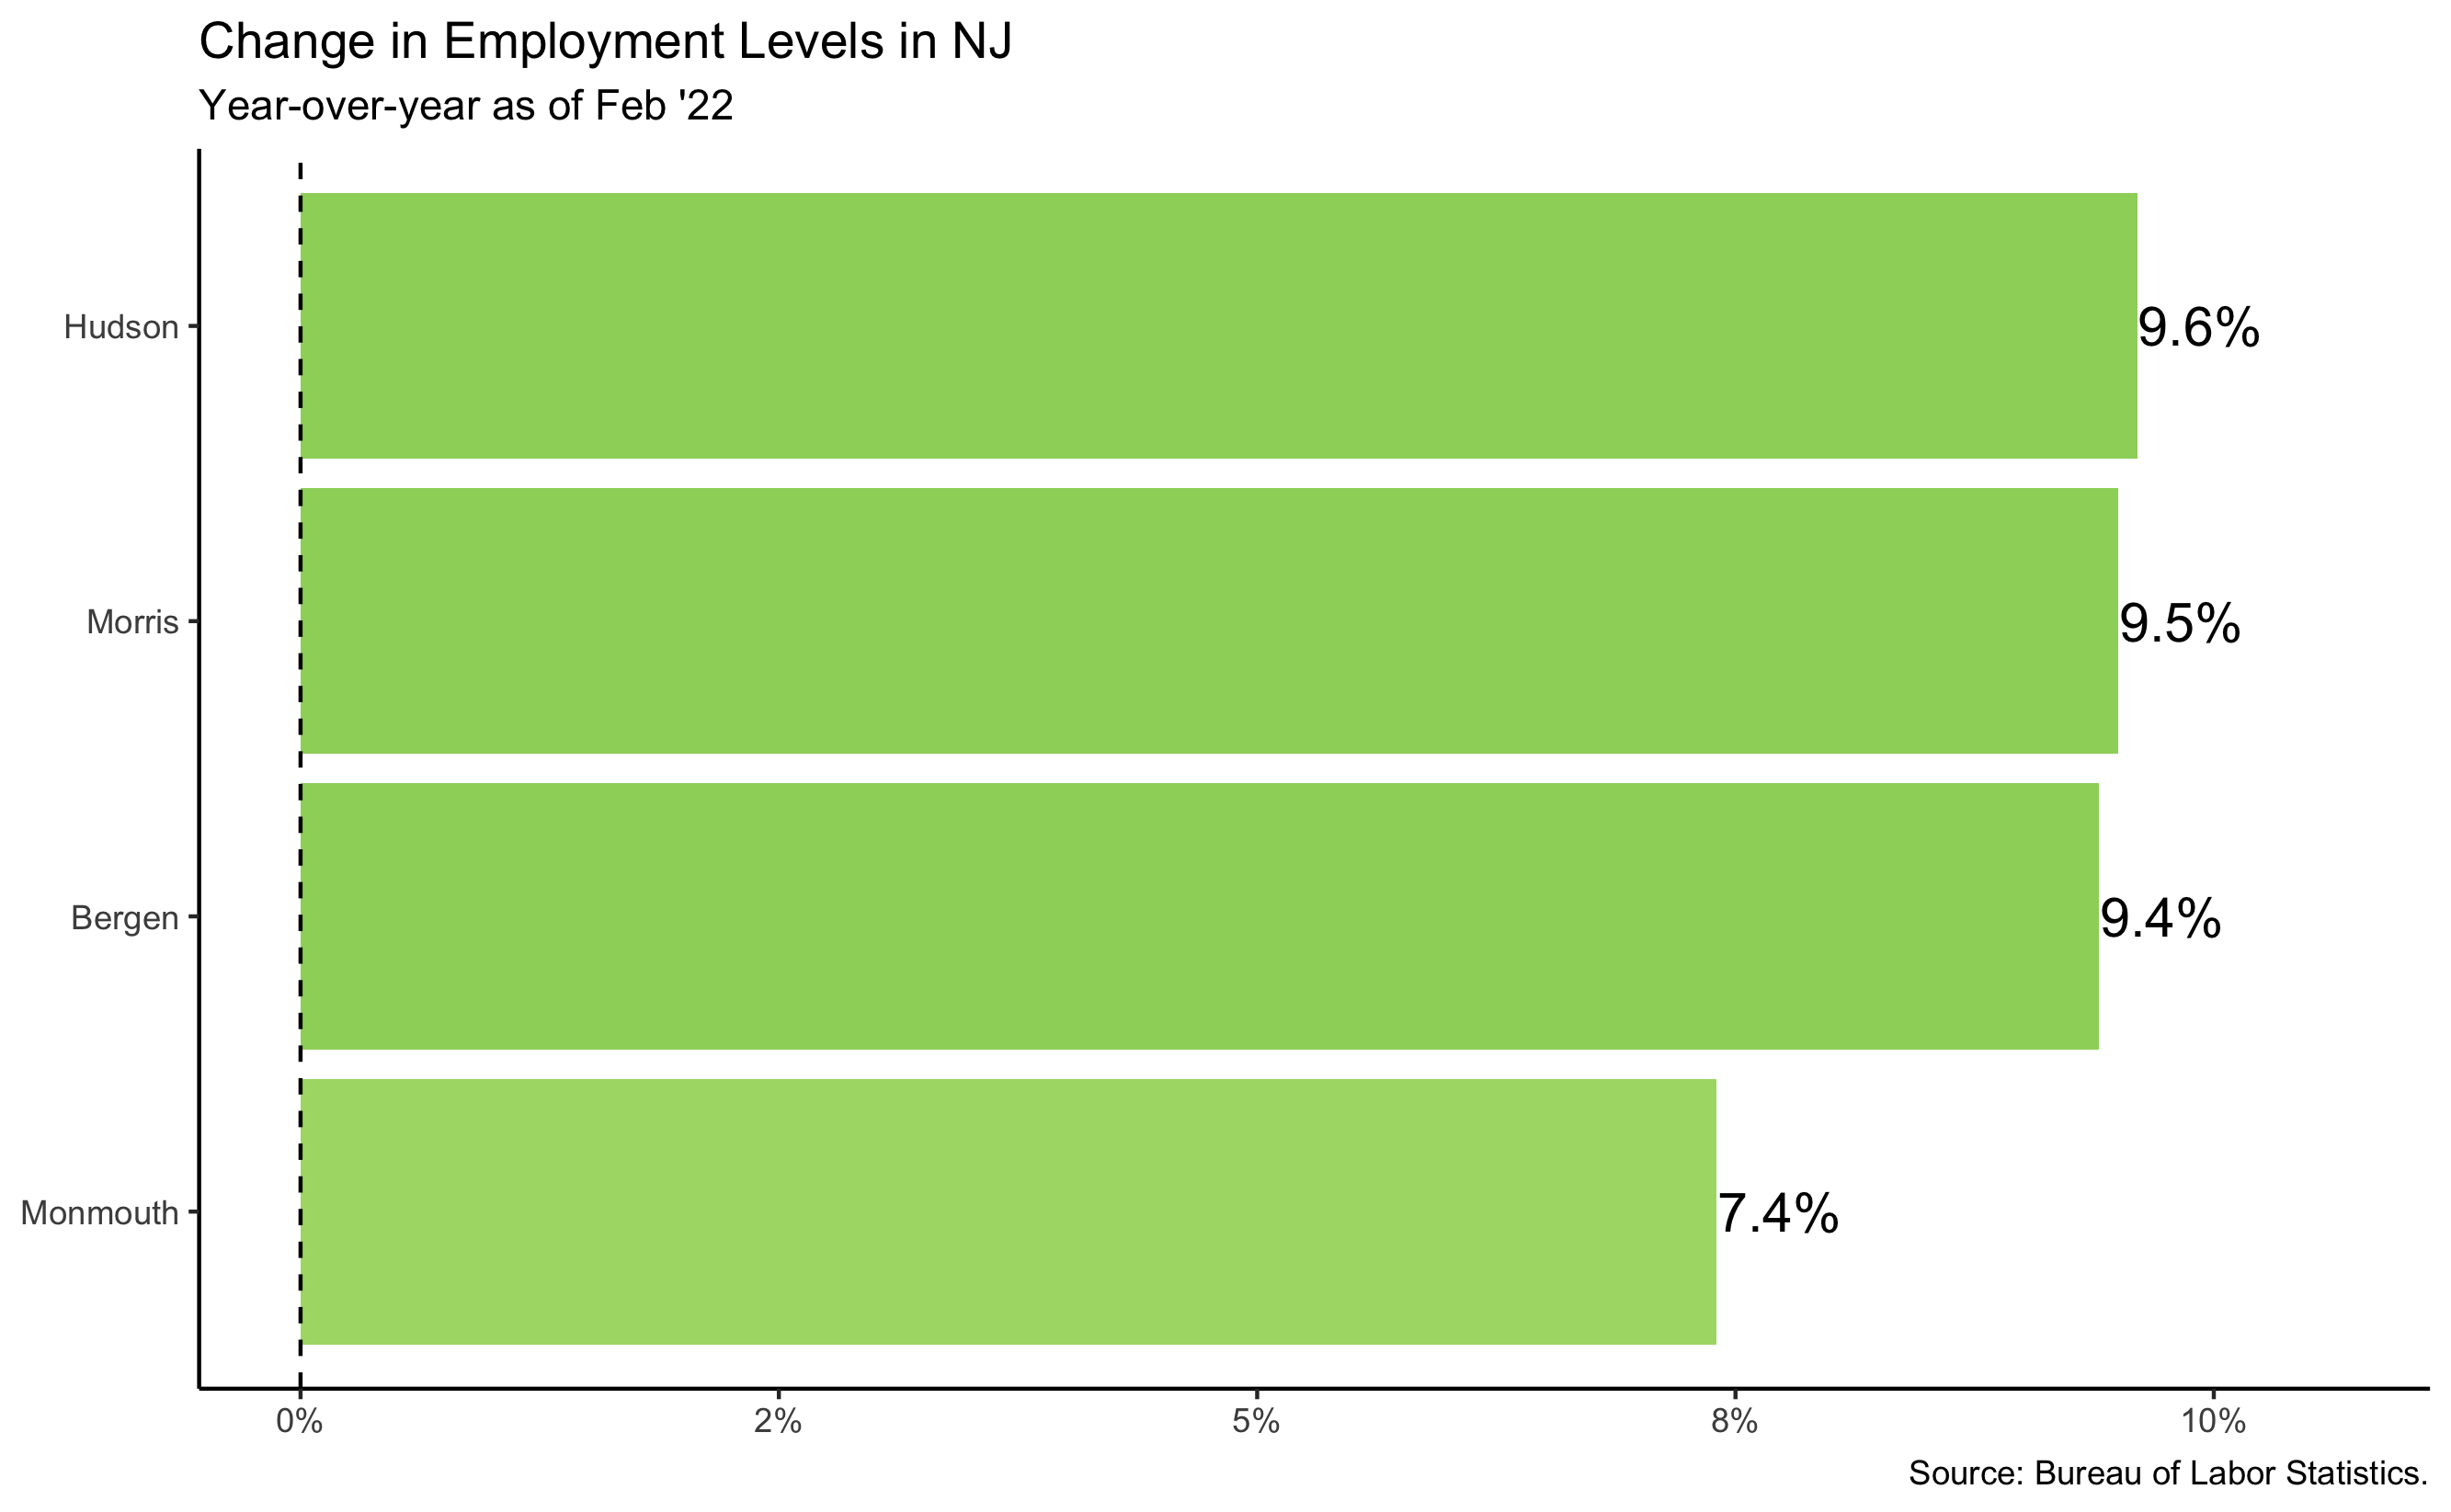 Change in Employment Levels in NJ
Year-over-year as of Feb '22
Hudson
9.6%
Morris
9.5%
Bergen
9.4%
Monmouth
7.4%
0% 2% 5% 8% 10%
Source: Bureau of Labor Statistics.